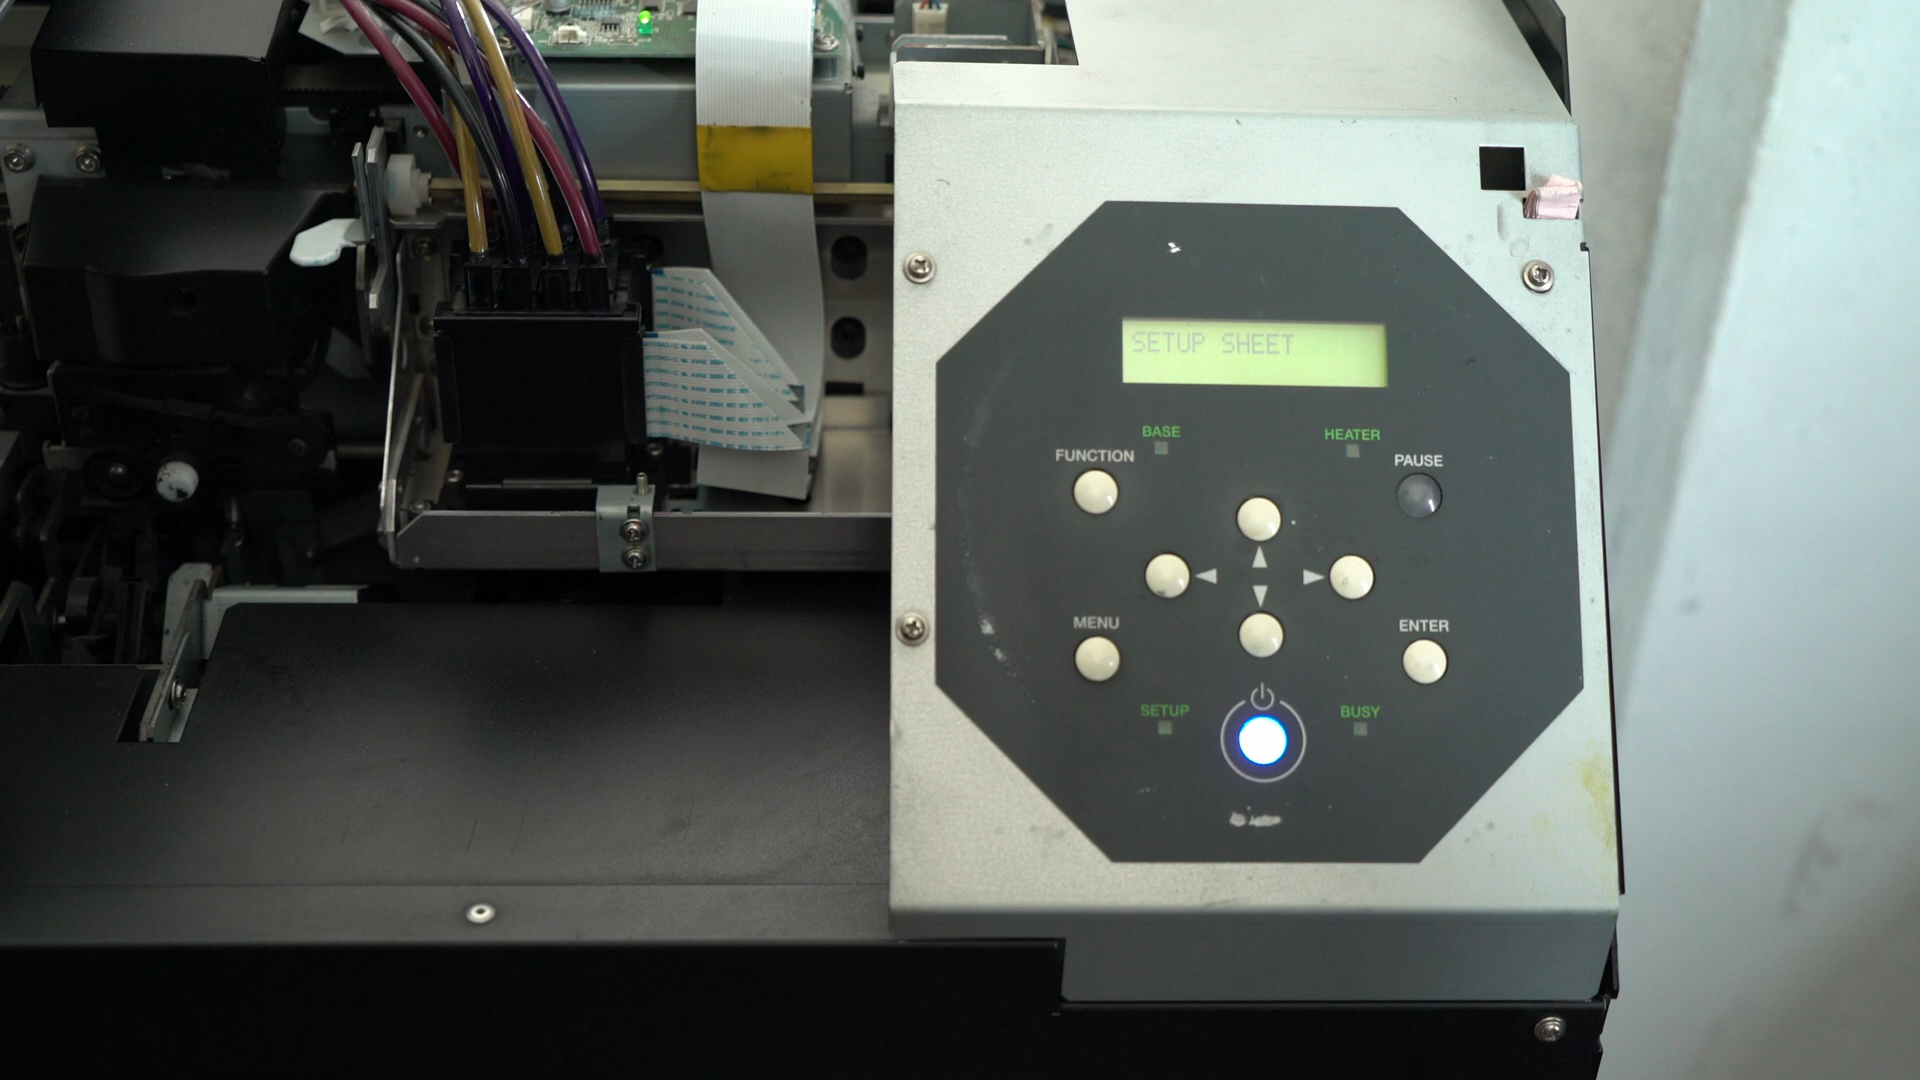 SETUP SHEET
BASE
HEATER
FUNCTION
PAUSE
MENU
ENTER
SETUP
BUSY